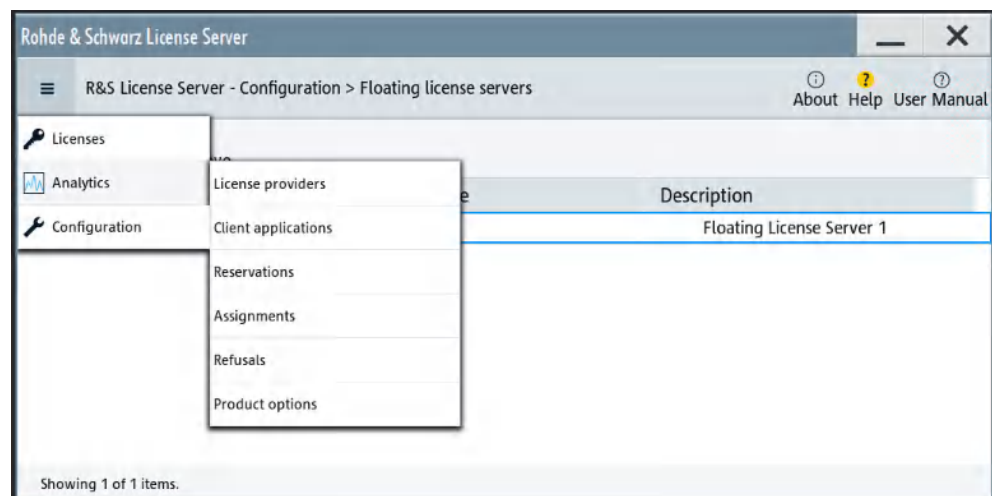 Rohde & Schwarz License Server
R&S License Server - Configuration > Floating license servers
About Help User Manual
Licenses
Analytics
Configuration
License providers
Client applications
Reservations
Assignments
Refusals
Product options
Description
Floating License Server 1
Showing 1 of 1 items.